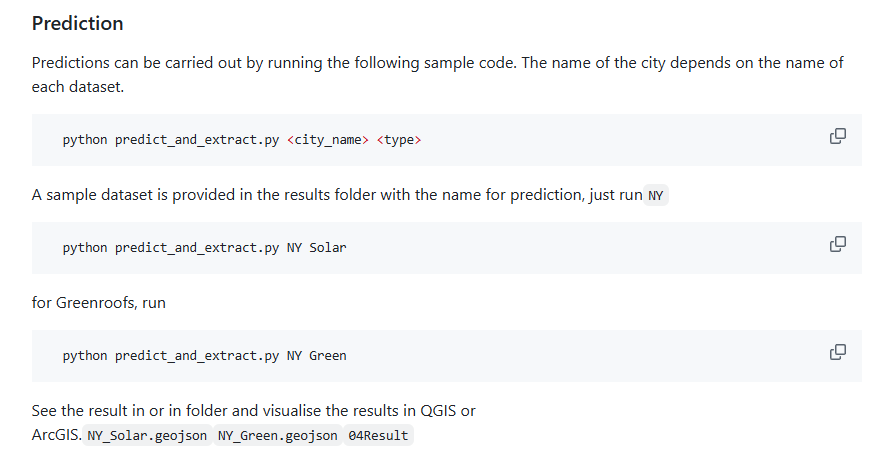 Prediction
Predictions can be carried out by running the following sample code. The name of the city depends on the name of
each dataset.
python predict_and_extract.py <city_name> <type>
A sample dataset is provided in the results folder with the name for prediction, just run NY
python predict_and_extract.py NY Solar
for Greenroofs, run
python predict_and_extract.py NY Green
See the result in or in folder and visualise the results in QGIS or
ArcGIS. NY_Solar.geojson NY_Green.geojson 04Result